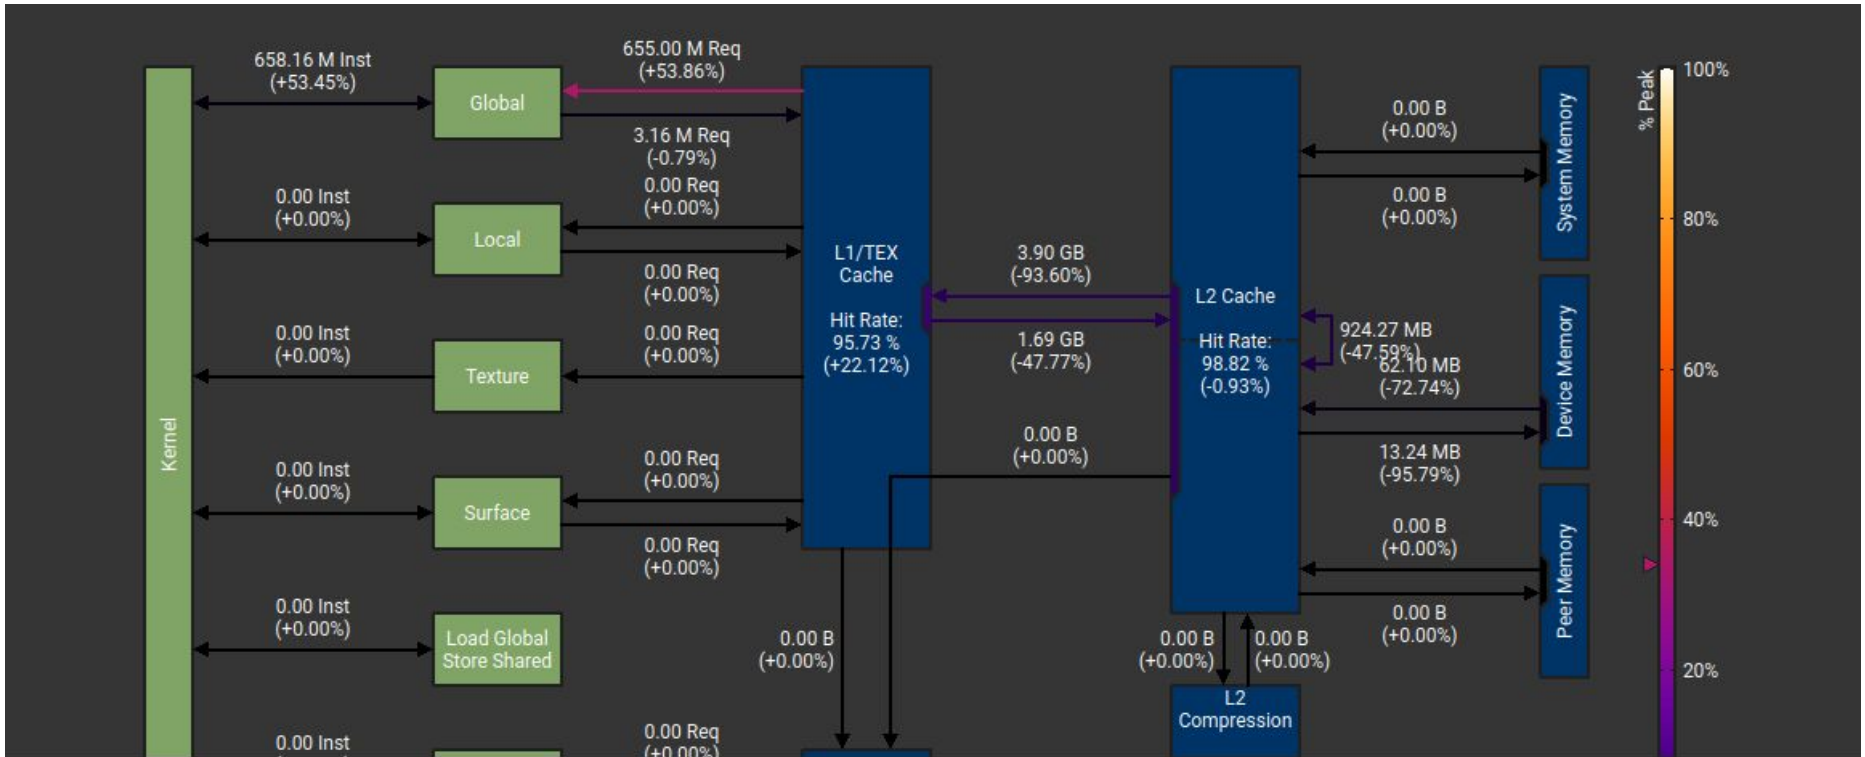 Kernel
658.16 M Inst
(+53.45%)
Global
655.00 M Req
(+53.86%)
3.16 M Req
(-0.79%)
0.00 Inst
(+0.00%)
Local
0.00 Req
(+0.00%)
0.00 Req
(+0.00%)
0.00 Inst
(+0.00%)
Texture
0.00 Req
(+0.00%)
0.00 Inst
(+0.00%)
Surface
0.00 Req
(+0.00%)
0.00 Req
(+0.00%)
0.00 Inst
(+0.00%)
Load Global
Store Shared
0.00 Inst
0.00 Req
(+0.00%)
L1/TEX
Cache
Hit Rate:
95.73 %
(+22.12%)
0.00 B
(+0.00%)
3.90 GB
(-93.60%)
1.69 GB
(-47.77%)
0.00 B
(+0.00%)
L2 Cache
Hit Rate:
98.82 %
(-0.93%)
0.00 B
(+0.00%)
0.00 B
(+0.00%)
L2
Compression
0.00 B
(+0.00%)
0.00 B
(+0.00%)
System Memory
924.27 MB
(-47.59%)
62.10 MB
(-72.74%)
13.24 MB
(-95.79%)
Device Memory
0.00 B
(+0.00%)
0.00 B
(+0.00%)
Peer Memory
% Peak
100%
80%
60%
40%
20%